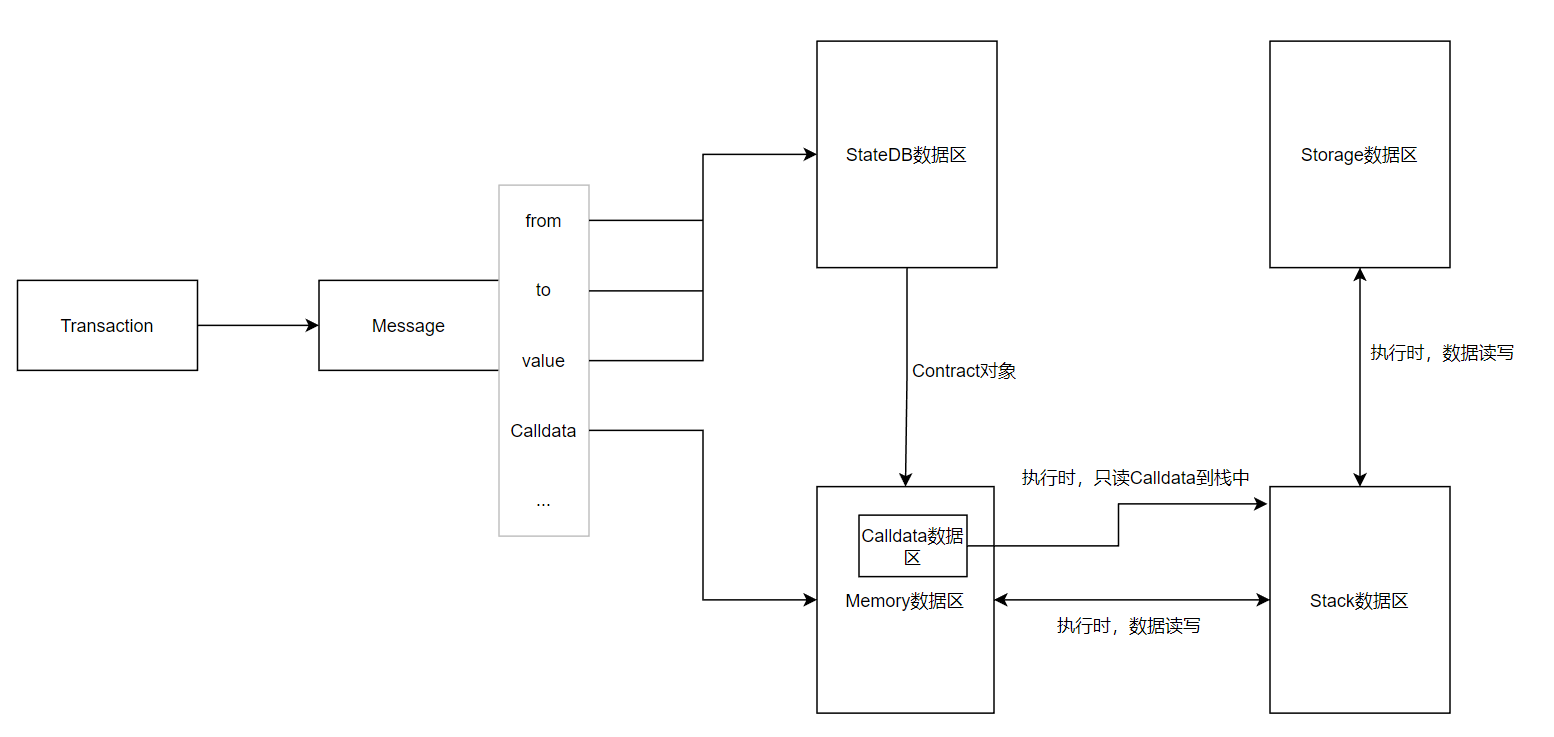 StateDB数据区
Storage数据区
from
to
Transaction
Message
value
执行时，数据读写
Contract对象
Calldata
执行时，只读Calldata到栈中
...
Calldata数据
区
Memory数据区
Stack数据区
执行时，数据读写